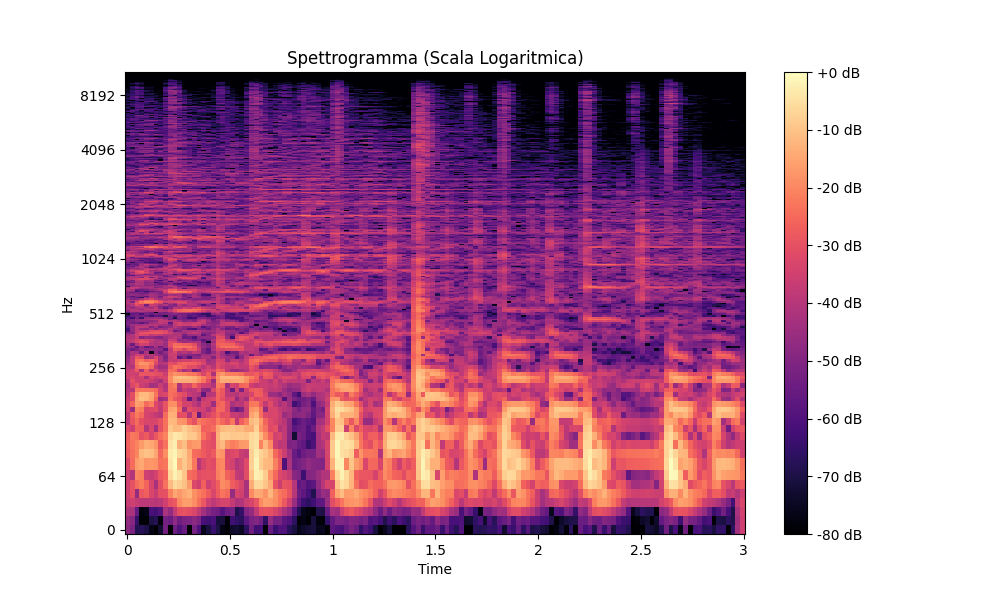 Spettrogramma (Scala Logaritmica)
Hz
8192
4096
2048
1024
512
256
128
64
0
0
0.5
1
1.5
2
2.5
3
Time
+0 dB
-10 dB
-20 dB
-30 dB
-40 dB
-50 dB
-60 dB
-70 dB
-80 dB